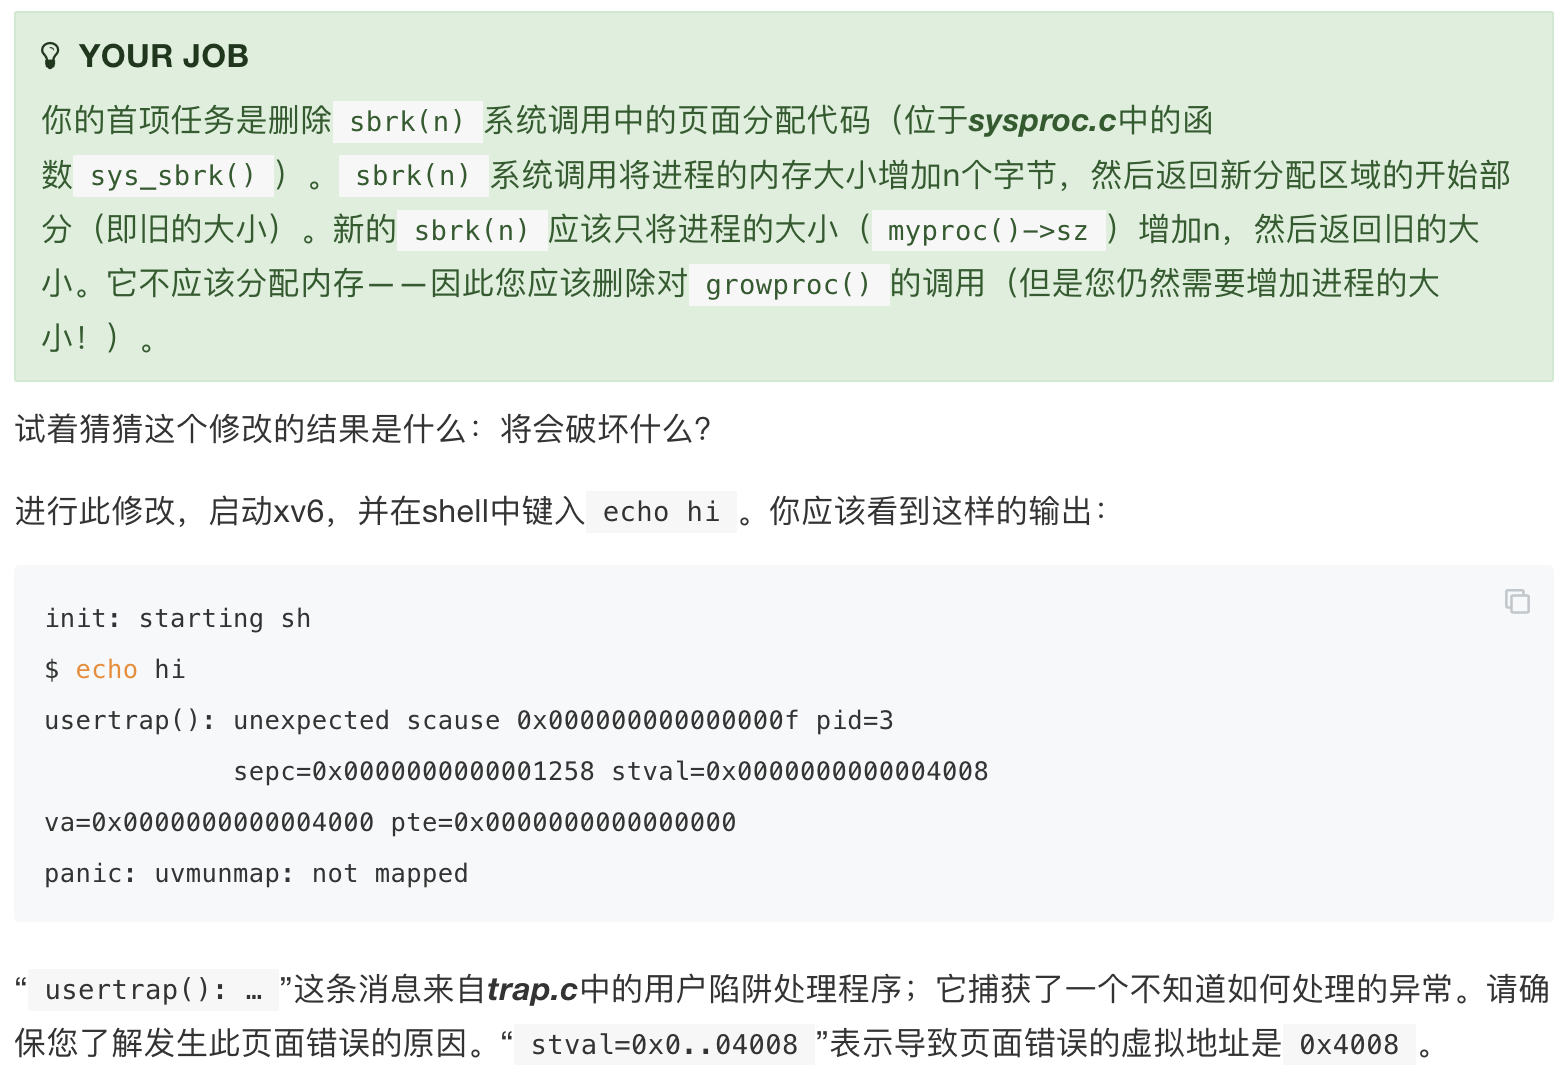 YOUR JOB
你的首项任务是删除 sbrk(n) 系统调用中的页面分配代码（位于sysproc.c中的函
数 sys_sbrk() ）。 sbrk(n) 系统调用将进程的内存大小增加n个字节，然后返回新分配区域的开始部
分（即旧的大小）。新的 sbrk(n) 应该只将进程的大小（ myproc()->sz ）增加n，然后返回旧的大
小。它不应该分配内存——因此您应该删除对 growproc() 的调用（但是您仍然需要增加进程的大
小！）。
试着猜猜这个修改的结果是什么：将会破坏什么？
进行此修改，启动xv6，并在shell中键入 echo hi 。你应该看到这样的输出：
init: starting sh
$ echo hi
usertrap(): unexpected scause 0x000000000000000f pid=3
            sepc=0x0000000000001258 stval=0x0000000000004008
va=0x0000000000004000 pte=0x0000000000000000
panic: uvmunmap: not mapped
“ usertrap(): … ”这条消息来自trap.c中的用户陷阱处理程序；它捕获了一个不知道如何处理的异常。请确
保您了解发生此页面错误的原因。“ stval=0x0..04008 ”表示导致页面错误的虚拟地址是 0x4008 。